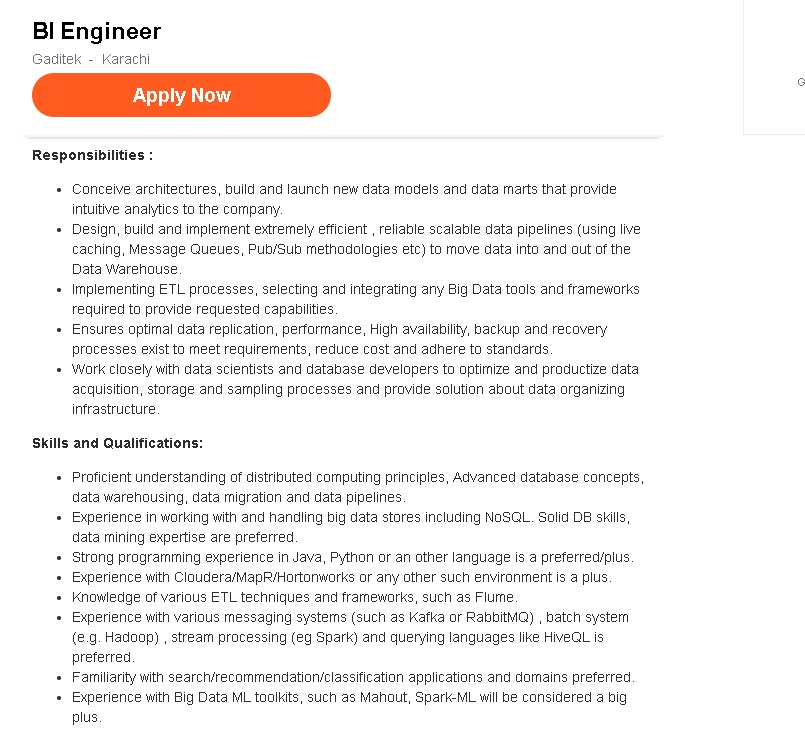 BI Engineer
Gaditek - Karachi
Apply Now
G
Responsibilities :
Conceive architectures, build and launch new data models and data marts that provide
intuitive analytics to the company.
Design, build and implement extremely efficient , reliable scalable data pipelines (using live
caching, Message Queues, Pub/Sub methodologies etc) to move data into and out of the
Data Warehouse.
Implementing ETL processes, selecting and integrating any Big Data tools and frameworks
required to provide requested capabilities.
Ensures optimal data replication, performance, High availability, backup and recovery
processes exist to meet requirements, reduce cost and adhere to standards.
Work closely with data scientists and database developers to optimize and productize data
acquisition, storage and sampling processes and provide solution about data organizing
infrastructure.
Skills and Qualifications:
Proficient understanding of distributed computing principles, Advanced database concepts,
data warehousing, data migration and data pipelines.
Experience in working with and handling big data stores including NoSQL. Solid DB skills,
data mining expertise are preferred.
Strong programming experience in Java, Python or an other language is a preferred/plus.
Experience with Cloudera/MapR/Hortonworks or any other such environment is a plus.
Knowledge of various ETL techniques and frameworks, such as Flume.
Experience with various messaging systems (such as Kafka or RabbitMQ) , batch system
(e.g. Hadoop) , stream processing (eg Spark) and querying languages like HiveQL is
preferred.
Familiarity with search/recommendation/classification applications and domains preferred.
Experience with Big Data ML toolkits, such as Mahout, Spark-ML will be considered a big
plus.